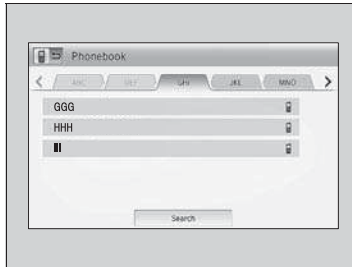 Phonebook
ABC DEF GHI JKL MNO
GGG
HHH
III
Search